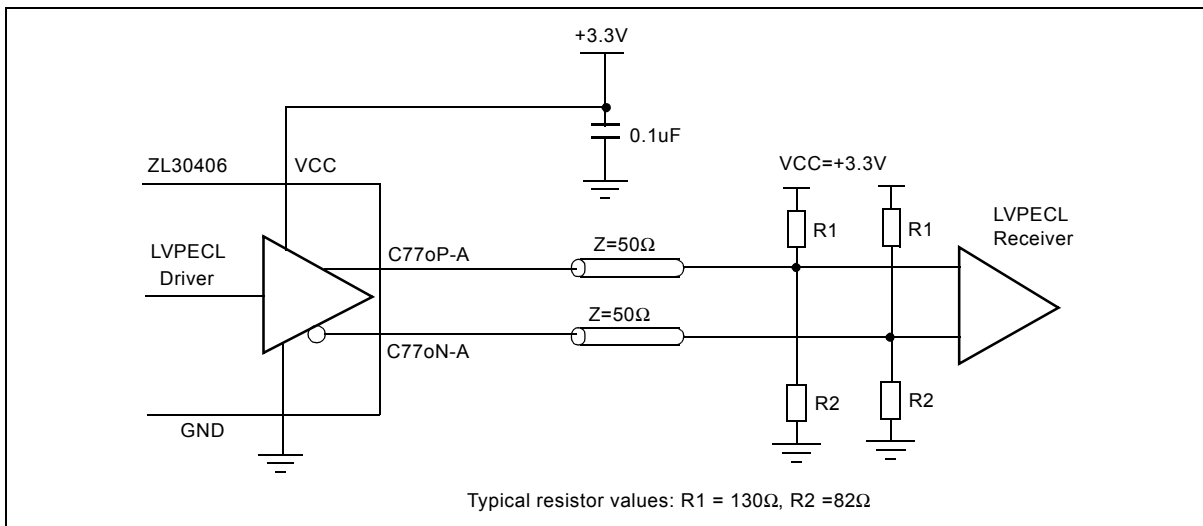 +3.3V
0.1uF
ZL30406
VCC
VCC=+3.3V
R1
R1
LVPECL
Receiver
LVPECL
Driver
C77oP-A
Z=50Ω
Z=50Ω
C77oN-A
R2
R2
GND
Typical resistor values: R1 = 130Ω, R2 =82Ω